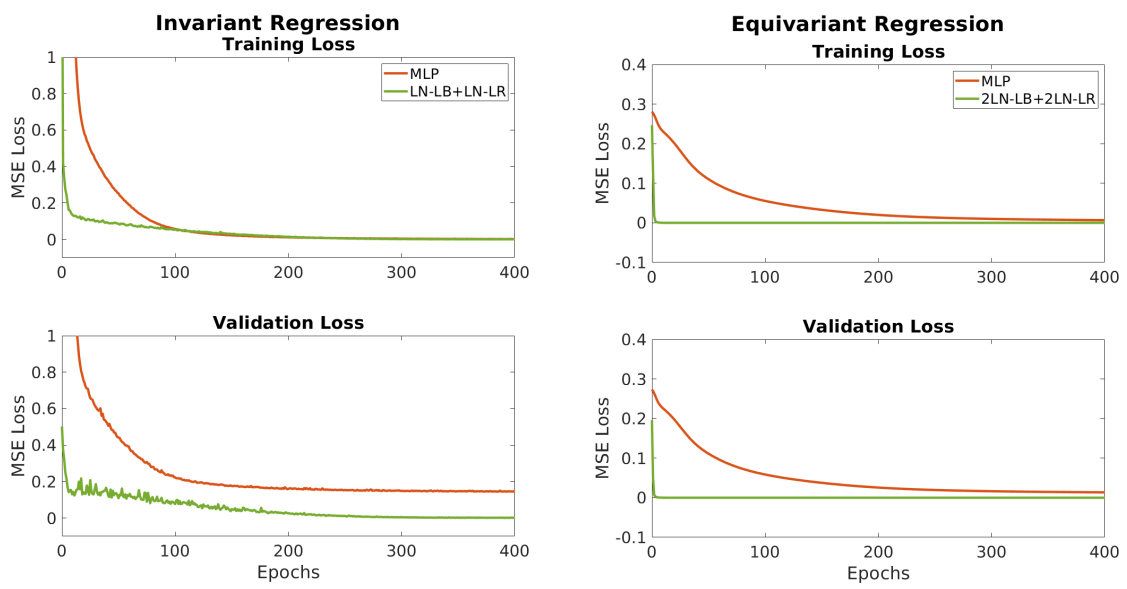 Invariant Regression
Training Loss
1
0.8
0.6
0.4
0.2
0
MSE Loss
MLP
LN-LB+LN-LR
0 100 200 300 400
Validation Loss
1
0.8
0.6
0.4
0.2
0
MSE Loss
0 100 200 300 400
Epochs
Equivariant Regression
Training Loss
0.4
0.3
0.2
0.1
0
-0.1
MSE Loss
MLP
2LN-LB+2LN-LR
0 100 200 300 400
Validation Loss
0.4
0.3
0.2
0.1
0
-0.1
MSE Loss
0 100 200 300 400
Epochs